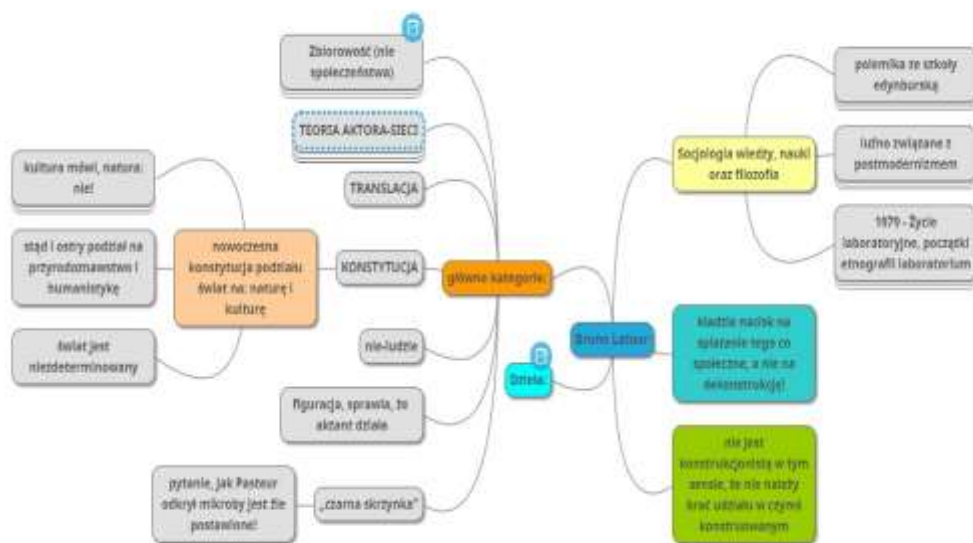 Zbiorowość (nie
społeczeństwa)
TEORIA AKTORA-SIECI
TRANSLACJA
KONSTYTUCJA
nie-ludzie
figuracja, sprawia, że
aktant działa
„czarna skrzynka"
pytanie, jak Pasteur
odkrył mikroby jest źle
postawione!
kultura mówi, natura:
nie!
stąd i ostry podział na
przyrodoznawstwo i
humanistykę
świat jest
niezdeterminowany
nowoczesna
konstytucja podziału
świat na: naturę i
kulturę
główne kategorie:
Bruno Latour
Dzieła:
Socjologia wiedzy, nauki
oraz filozofia
polemika ze szkoły
edynburską
luźno związane z
postmodernizmem
1979 - Życie
laboratoryjne, początki
etnografii laboratorium
kładzie nacisk na
splatanie tego co
społeczne, a nie na
dekonstrukcję!
nie jest
konstrukcjonistą w tym
sensie, że nie należy
brać udziału w czymś
konstruowanym